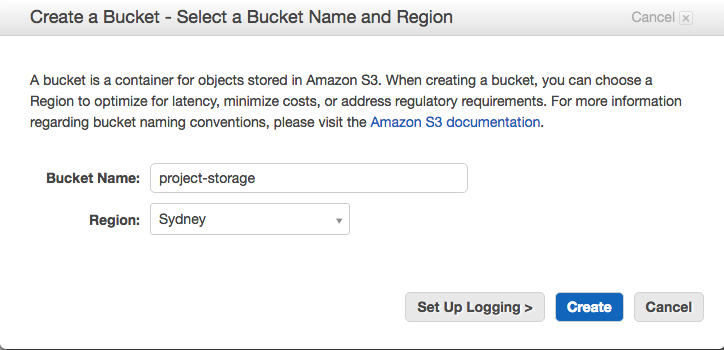 Create a Bucket - Select a Bucket Name and Region
Cancel
A bucket is a container for objects stored in Amazon S3. When creating a bucket, you can choose a
Region to optimize for latency, minimize costs, or address regulatory requirements. For more information
regarding bucket naming conventions, please visit the Amazon S3 documentation.
Bucket Name: project-storage
Region: Sydney
Set Up Logging > Create Cancel